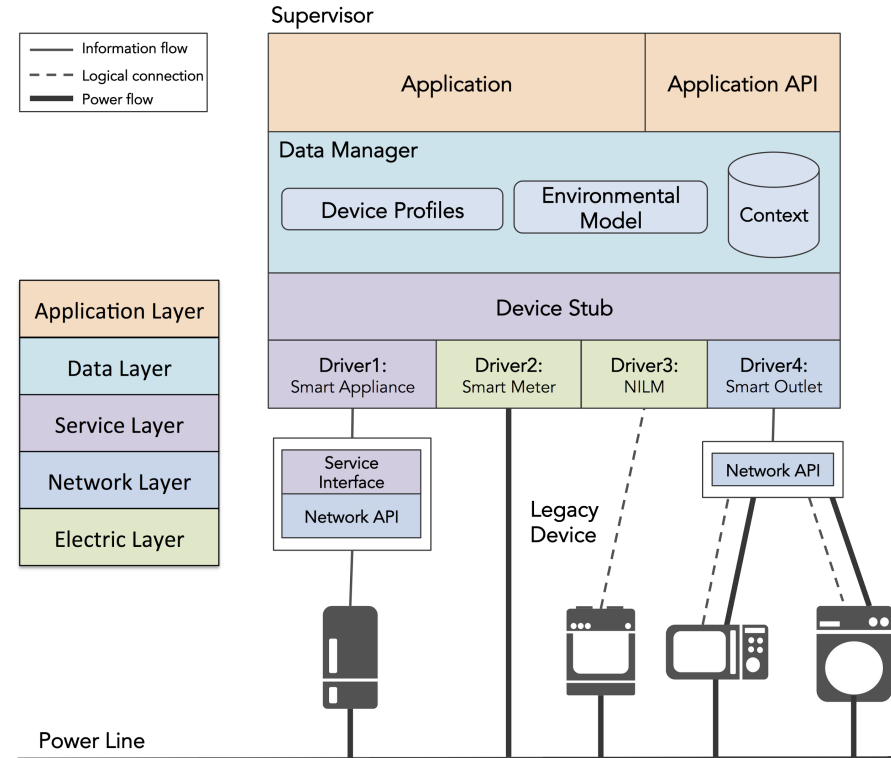 Supervisor
Information flow
Logical connection
Power flow
Application
Application API
Data Manager
Device Profiles
Environmental
Model
Context
Device Stub
Application Layer
Data Layer
Service Layer
Network Layer
Electric Layer
Driver1:
Smart Appliance
Driver2:
Smart Meter
Driver3:
NILM
Driver4:
Smart Outlet
Service
Interface
Network API
Network API
Legacy
Device
Power Line